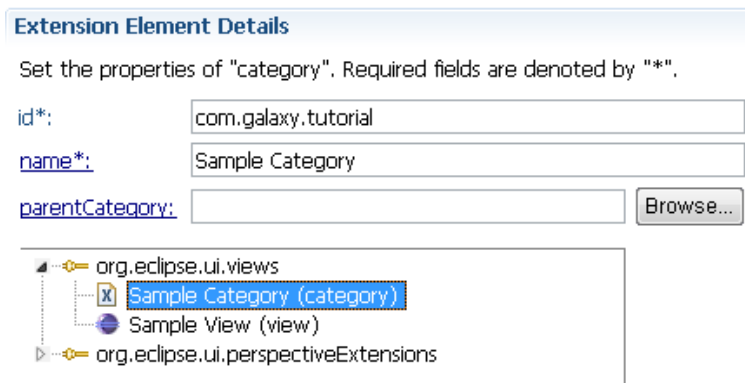 Extension Element Details
Set the properties of "category". Required fields are denoted by "*".
id*: com.galaxy.tutorial
name*: Sample Category
parentCategory: Browse...
org.eclipse.ui.views
Sample Category (category)
Sample View (view)
org.eclipse.ui.perspectiveExtensions